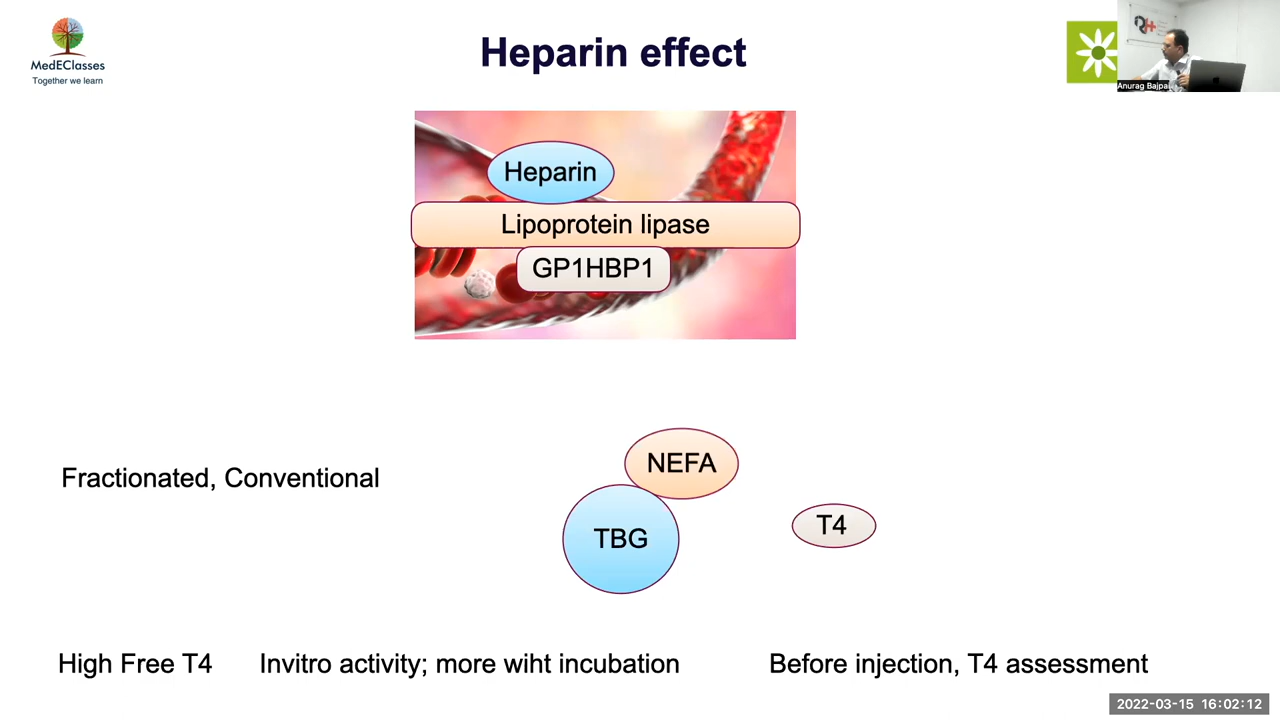 MedEClasses
Together we learn
Heparin effect
Anurag Bajpai
Heparin
Lipoprotein lipase
GP1HBP1
NEFA
Fractionated, Conventional
T4
TBG
High Free T4
Invitro activity; more wiht incubation
Before injection, T4 assessment
2022-03-15 16:02:12